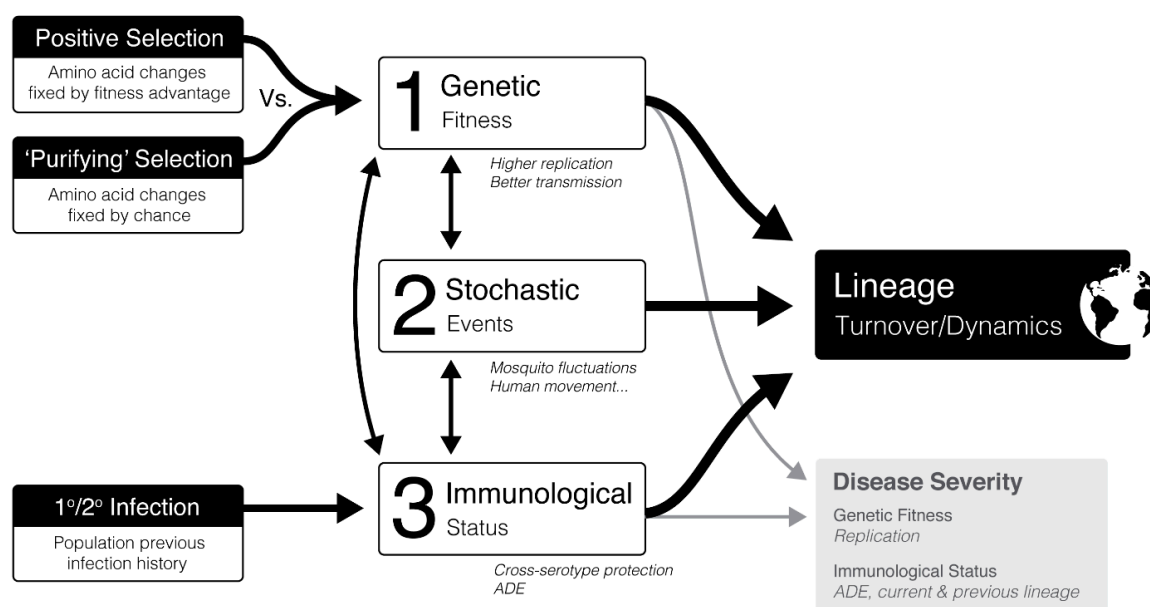 Positive Selection
Amino acid changes
fixed by fitness advantage
Vs.
'Purifying' Selection
Amino acid changes
fixed by chance
1 Genetic
Fitness
Higher replication
Better transmission
2 Stochastic
Events
Mosquito fluctuations
Human movement...
1º/2º Infection
Population previous
infection history
3 Immunological
Status
Cross-serotype protection
ADE
Lineage
Turnover/Dynamics
Disease Severity
Genetic Fitness
Replication
Immunological Status
ADE, current & previous lineage